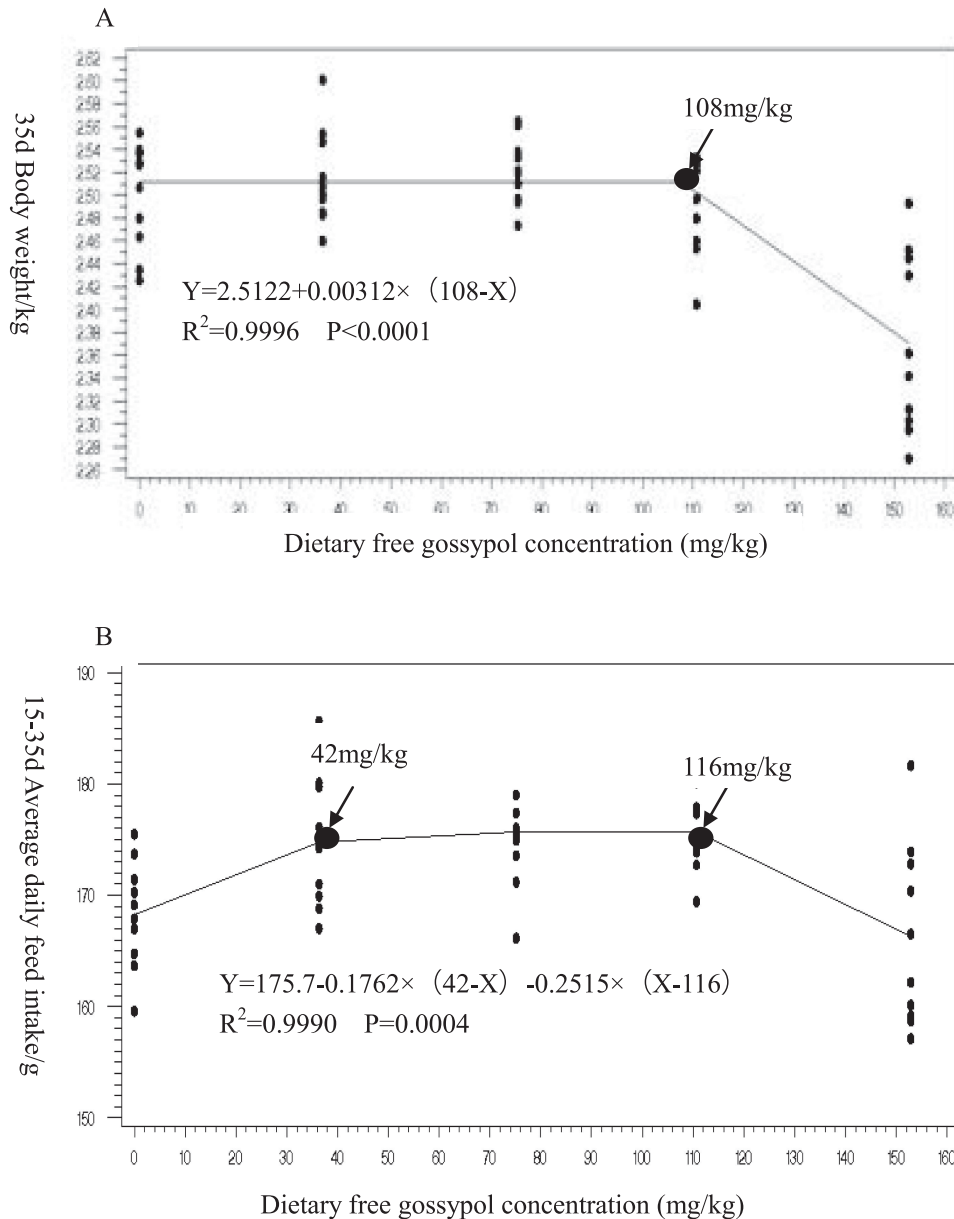 A
2.62
2.60
2.58
2.56
2.54
2.52
2.50
2.48
2.46
2.44
2.42
2.40
2.38
2.36
2.34
2.32
2.30
2.28
2.26
35d Body weight/kg
108mg/kg
Y=2.5122+0.00312×（108-X）
R²=0.9996 P<0.0001
0 10 20 30 40 50 60 70 80 90 100 110 120 130 140 150 160
Dietary free gossypol concentration (mg/kg)
B
190
180
170
160
150
15-35d Average daily feed intake/g
42mg/kg
116mg/kg
Y=175.7-0.1762×（42-X）-0.2515×（X-116）
R²=0.9990 P=0.0004
0 10 20 30 40 50 60 70 80 90 100 110 120 130 140 150 160
Dietary free gossypol concentration (mg/kg)